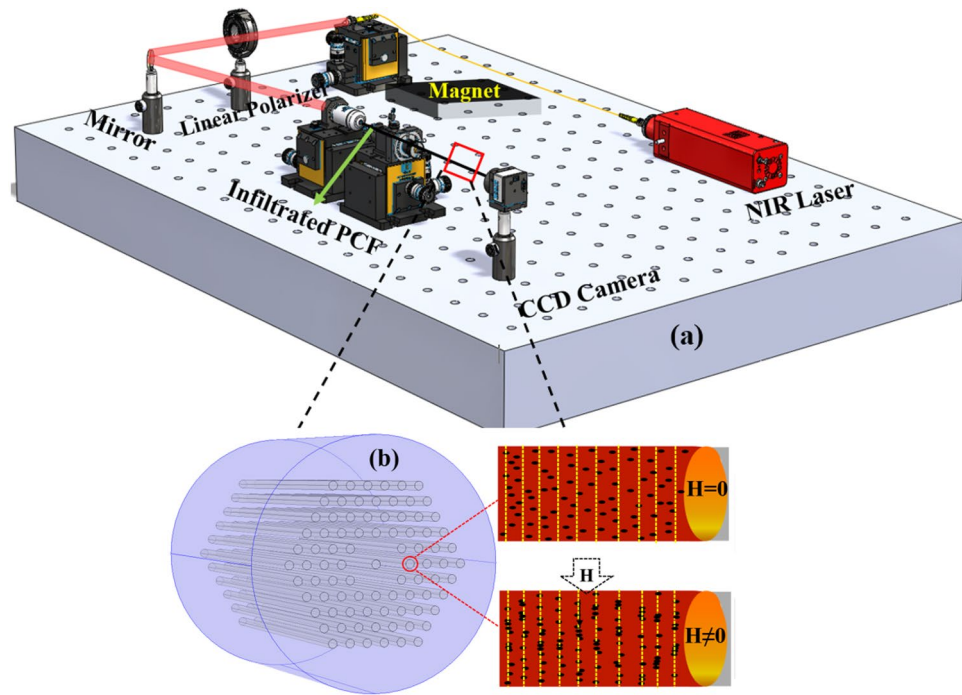 Magnet
Linear Polarizer
Mirror
Infiltrated PCF
NIR Laser
CCD Camera
(a)
(b)
H=0
H
H≠0